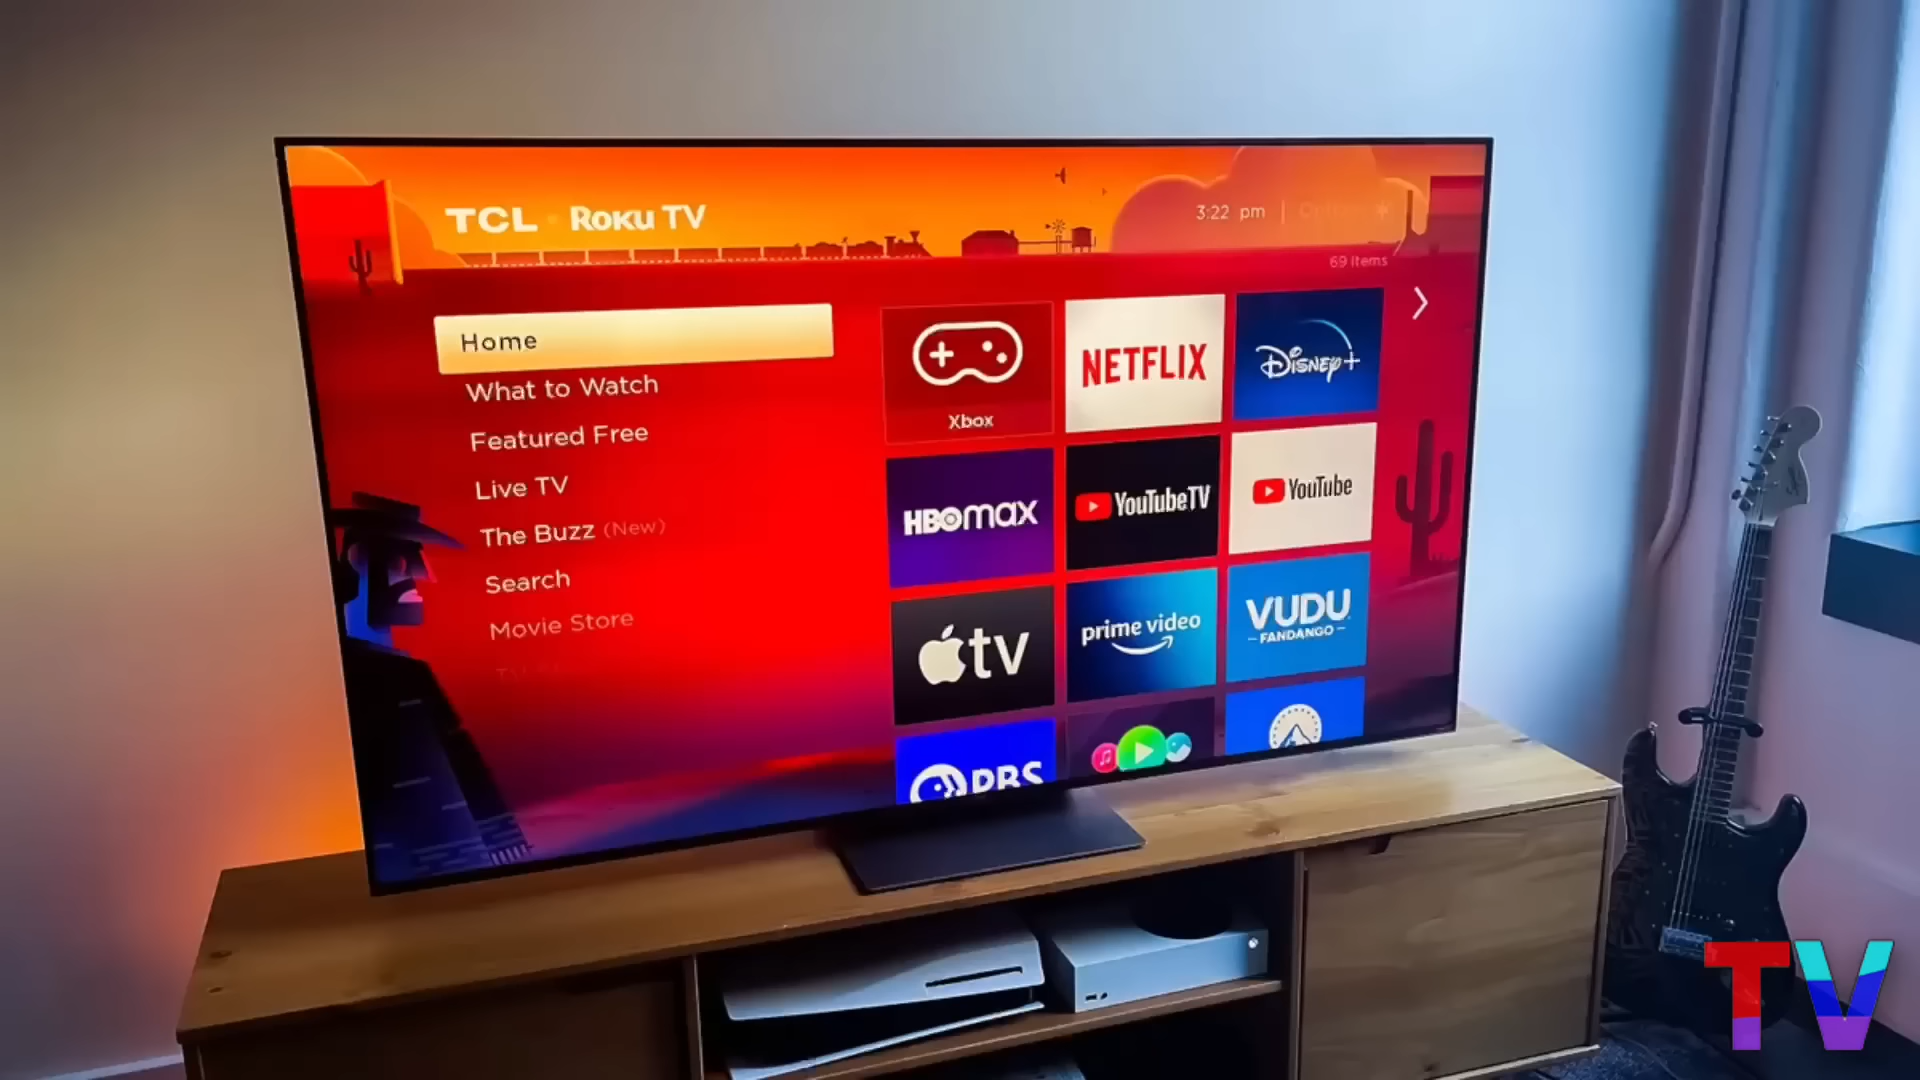 TCL Roku TV
3:22 pm
69 items
Home
What to Watch
Featured Free
Live TV
The Buzz (New)
Search
Movie Store
Xbox
NETFLIX
Disney+
HBOmax
YouTubeTV
YouTube
tv
prime video
VUDU
FANDANGO
PBS
TV